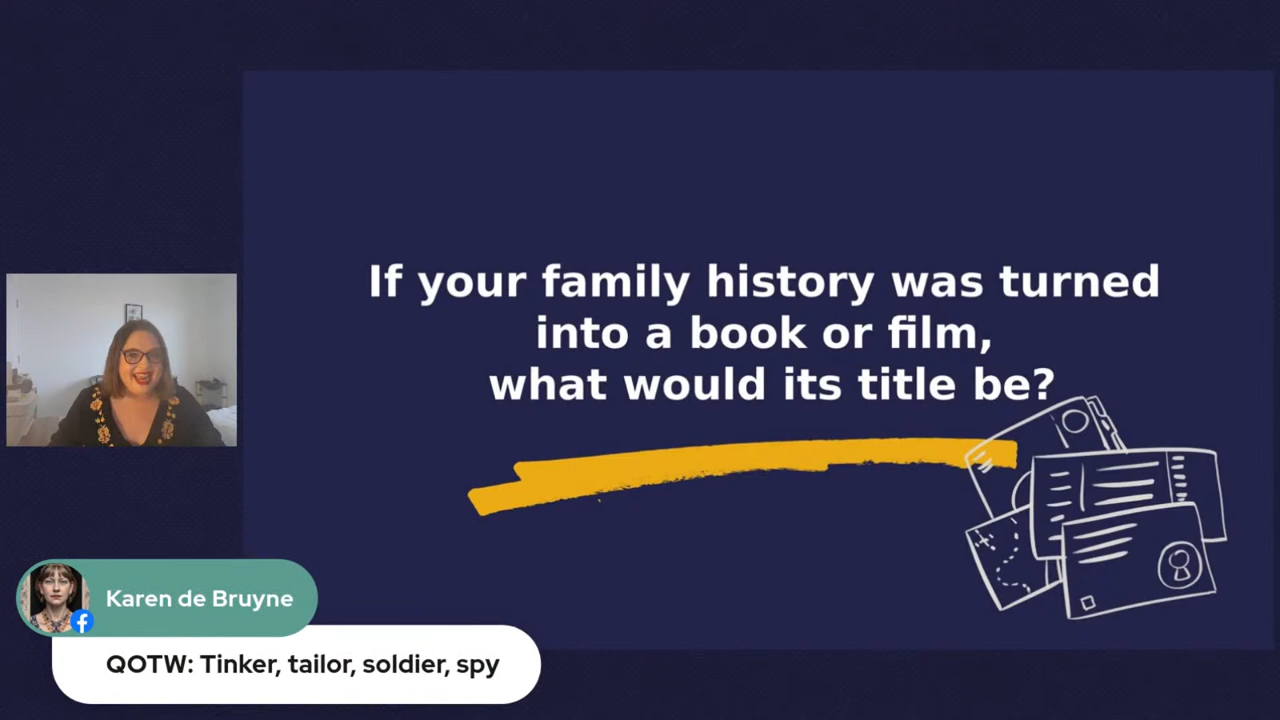 If your family history was turned
into a book or film,
what would its title be?
Karen de Bruyne
QOTW: Tinker, tailor, soldier, spy